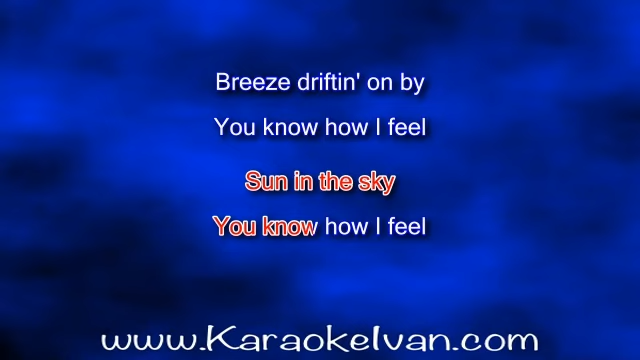 Breeze driftin' on by
You know how I feel
Sun in the sky
You know how I feel
www.KaraokeIvan.com